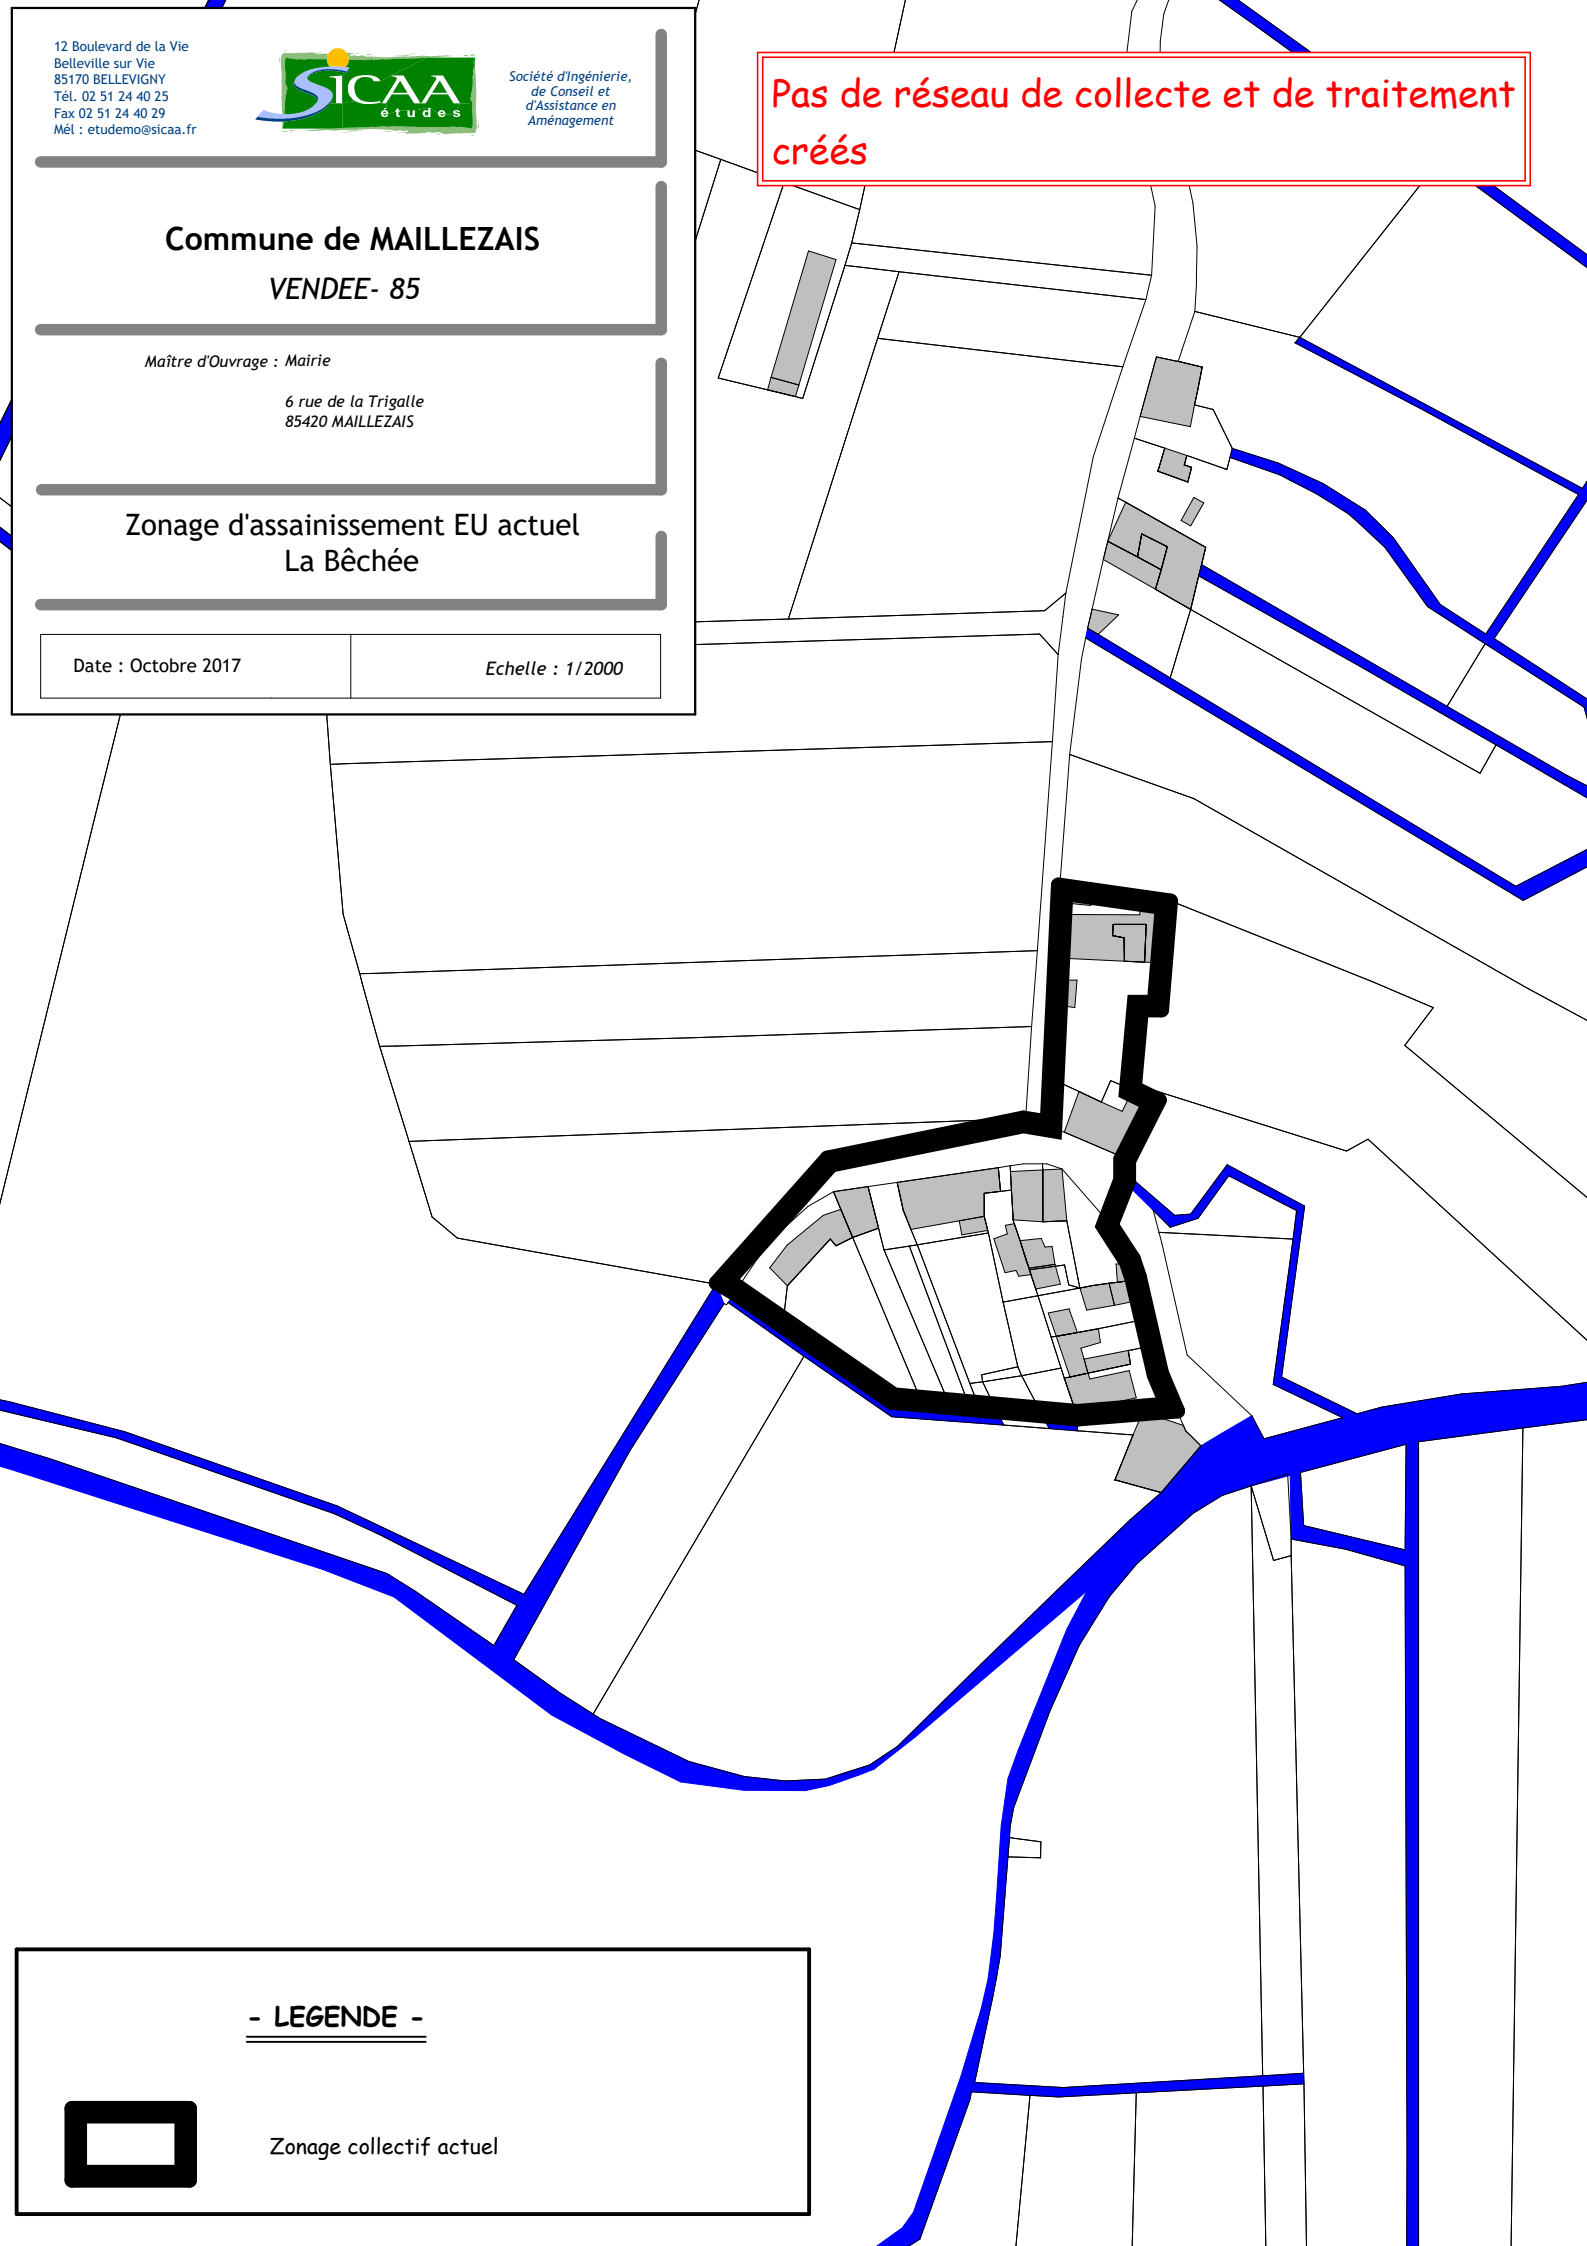 12 Boulevard de la Vie
Belleville sur Vie
85170 BELLEVIGNY
Tél. 02 51 24 40 25
Fax 02 51 24 40 29
Mél : etudemo@sicaa.fr
SICAA
études
Société d'Ingénierie,
de Conseil et
d'Assistance en
Aménagement
Pas de réseau de collecte et de traitement
créés
Commune de MAILLEZAIS
VENDEE- 85
Maître d'Ouvrage : Mairie
6 rue de la Trigalle
85420 MAILLEZAIS
Zonage d'assainissement EU actuel
La Bêchée
Date : Octobre 2017
Echelle : 1/2000
- LEGENDE -
Zonage collectif actuel